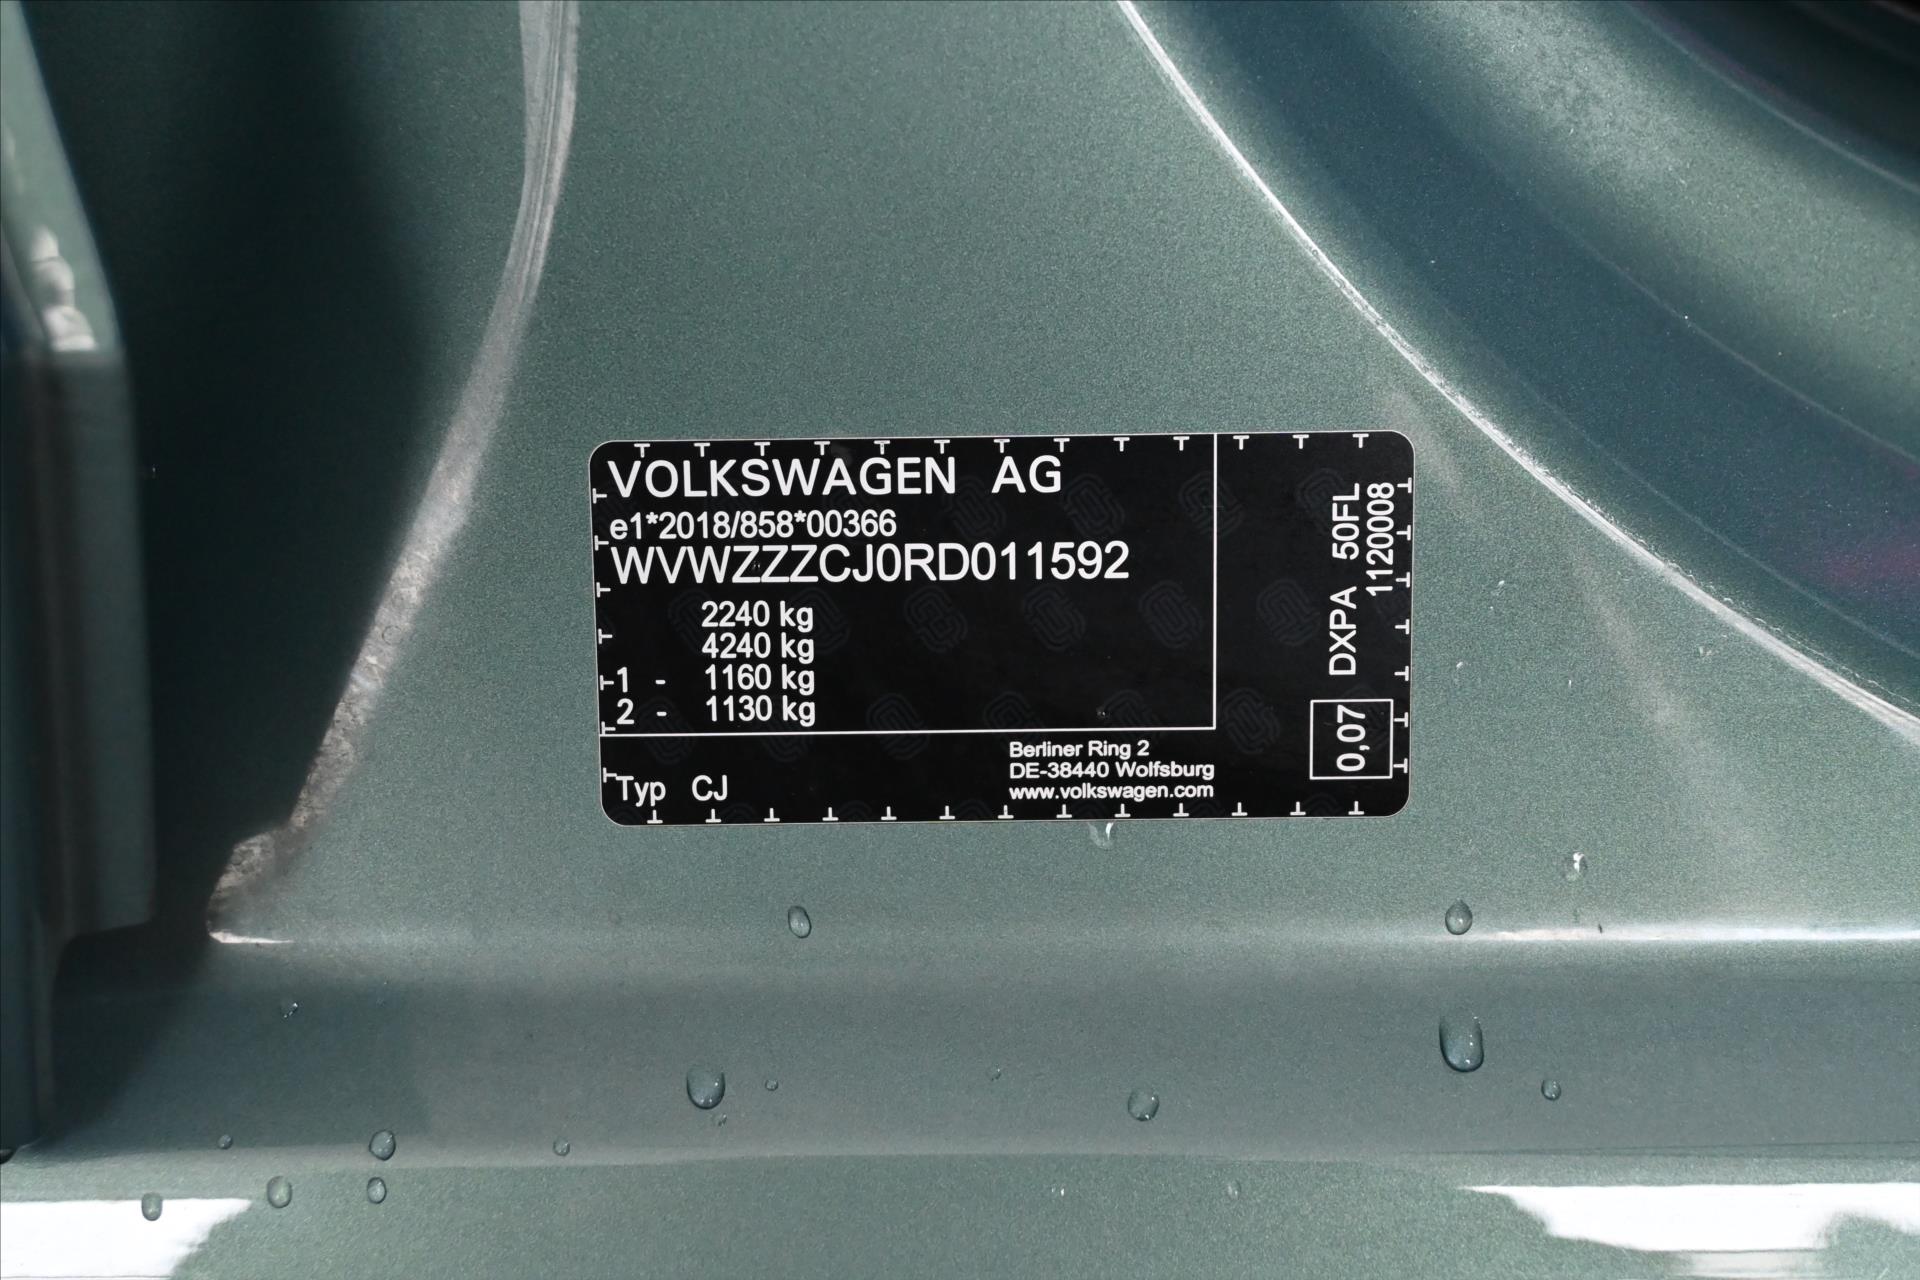 VOLKSWAGEN AG
e1*2018/858*00366
WVWZZZCJ0RD011592
2240 kg
4240 kg
1 - 1160 kg
2 - 1130 kg
Typ CJ
Berliner Ring 2
DE-38440 Wolfsburg
www.volkswagen.com
DXPA 50FL
1120008
0,07